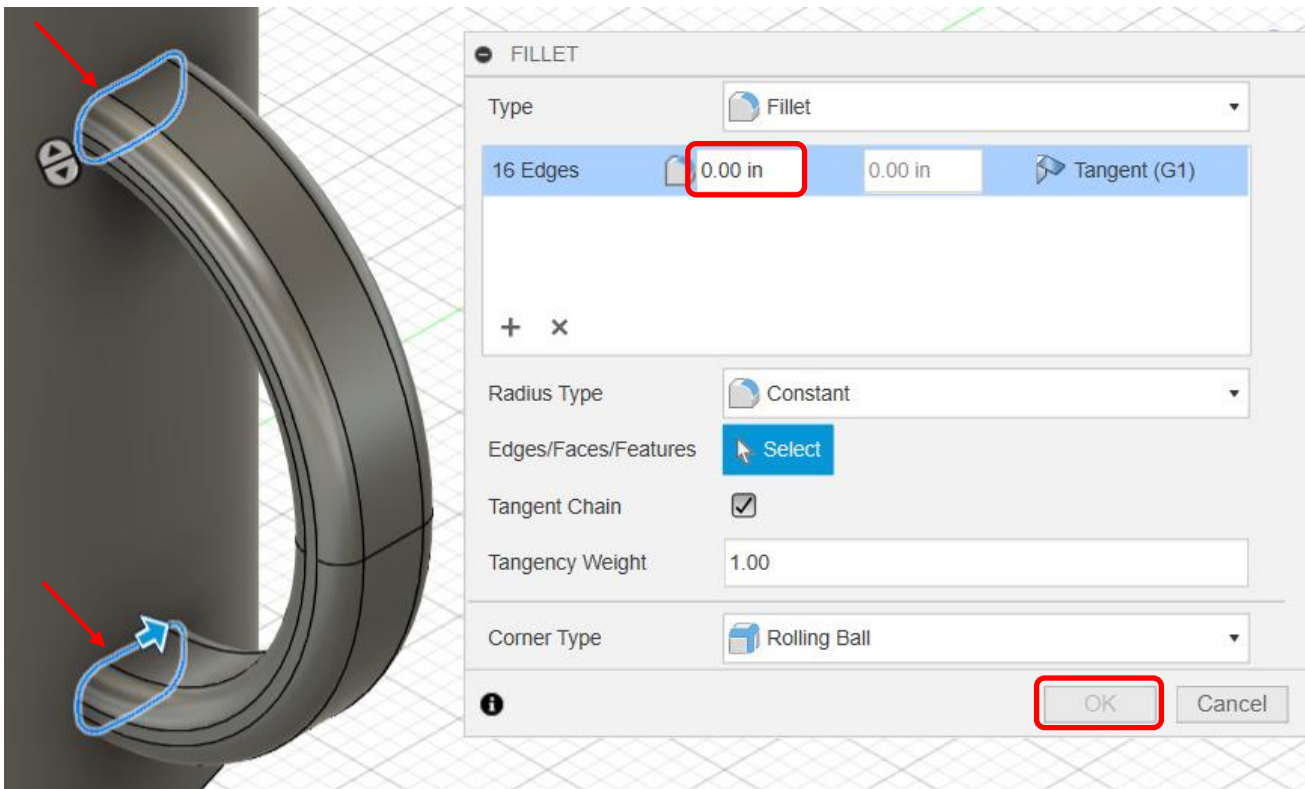 FILLET
Type Fillet
16 Edges 0.00 in 0.00 in Tangent (G1)
Radius Type Constant
Edges/Faces/Features Select
Tangent Chain
Tangency Weight 1.00
Corner Type Rolling Ball
OK Cancel